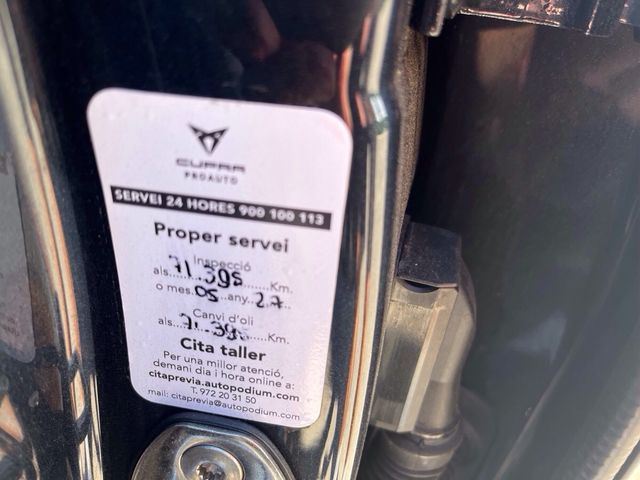 CUPRA
PROAUTO
SERVEI 24 HORES 900 100 113
Proper servei
Inspecció
als....71.395....Km.
o mes....05....any..27....
Canvi d'oli
als....71.395....Km.
Cita taller
Per una millor atenció,
demani dia i hora online a:
citaprevia.autopodium.com
T. 972 20 31 50
mail: citaprevia@autopodium.com